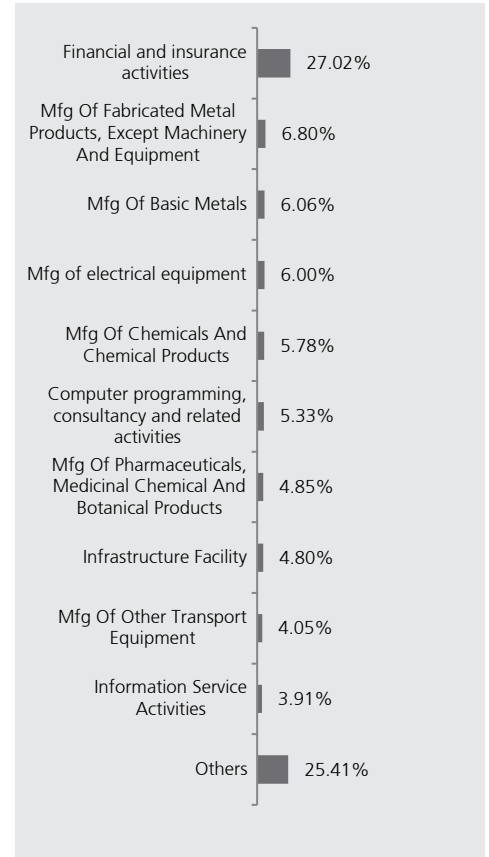 Financial and insurance
activities
27.02%
Mfg Of Fabricated Metal
Products, Except Machinery
And Equipment
6.80%
Mfg Of Basic Metals
6.06%
Mfg of electrical equipment
6.00%
Mfg Of Chemicals And
Chemical Products
5.78%
Computer programming,
consultancy and related
activities
5.33%
Mfg Of Pharmaceuticals,
Medicinal Chemical And
Botanical Products
4.85%
Infrastructure Facility
4.80%
Mfg Of Other Transport
Equipment
4.05%
Information Service
Activities
3.91%
Others
25.41%